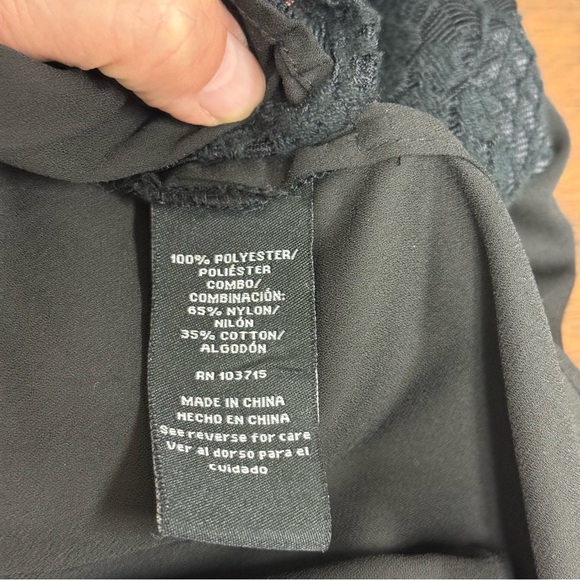 100% POLYESTER/
POLIÉSTER
COMBO/
COMBINACIÓN:
65% NYLON/
NILÓN
35% COTTON/
ALGODÓN
RN 103715
MADE IN CHINA
HECHO EN CHINA
See reverse for care
Ver al dorso para el
cuidado